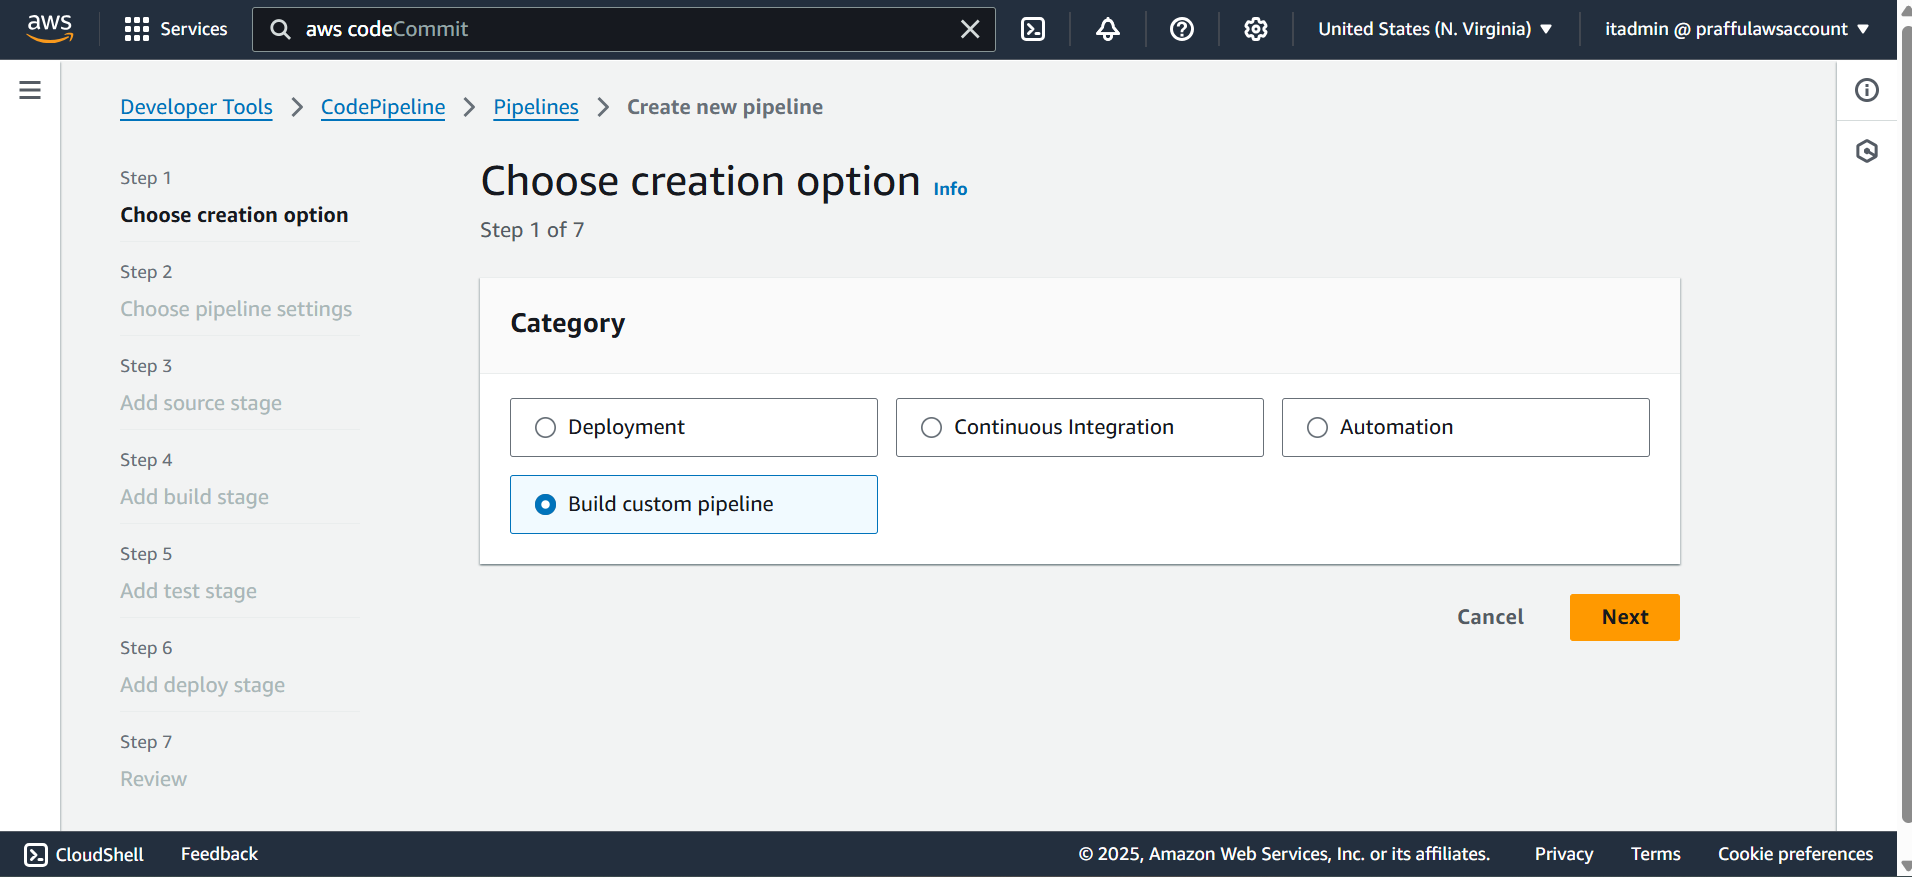 aws
Services
aws codeCommit
United States (N. Virginia)
itadmin @ praffulawsaccount
Developer Tools
CodePipeline
Pipelines
Create new pipeline
Step 1
Choose creation option
Step 2
Choose pipeline settings
Step 3
Add source stage
Step 4
Add build stage
Step 5
Add test stage
Step 6
Add deploy stage
Step 7
Review
Choose creation option Info
Step 1 of 7
Category
Deployment
Continuous Integration
Automation
Build custom pipeline
Cancel
Next
CloudShell
Feedback
© 2025, Amazon Web Services, Inc. or its affiliates.
Privacy
Terms
Cookie preferences